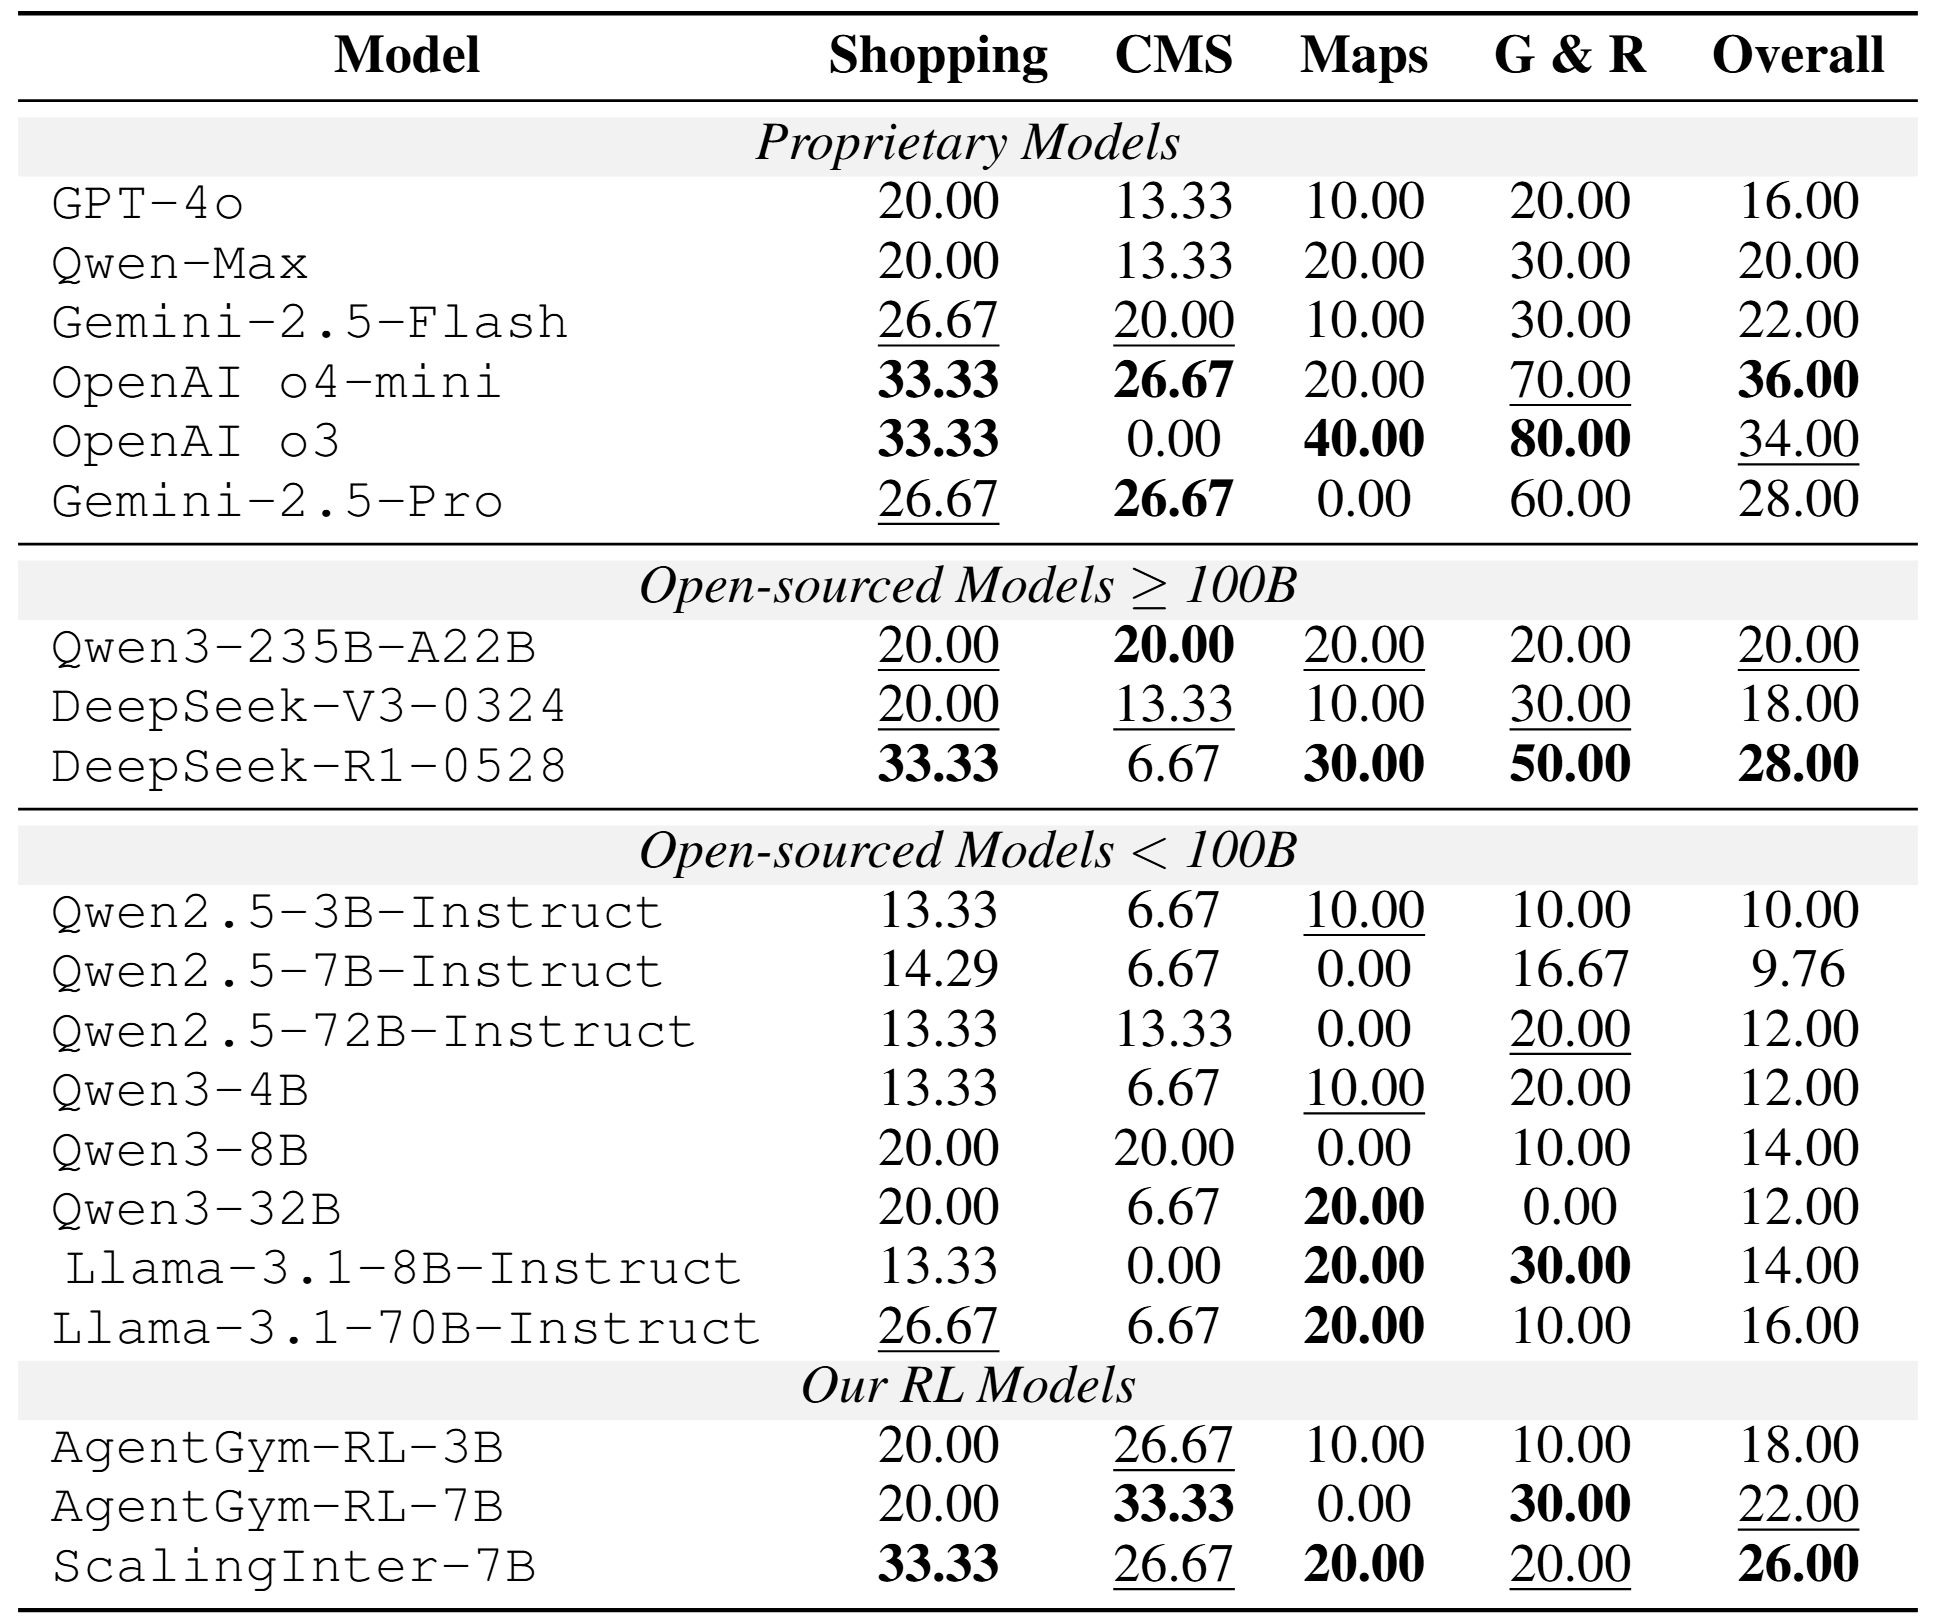 Model Shopping CMS Maps G & R Overall
Proprietary Models
GPT-4o 20.00 13.33 10.00 20.00 16.00
Qwen-Max 20.00 13.33 20.00 30.00 20.00
Gemini-2.5-Flash 26.67 20.00 10.00 30.00 22.00
OpenAI o4-mini 33.33 26.67 20.00 70.00 36.00
OpenAI o3 33.33 0.00 40.00 80.00 34.00
Gemini-2.5-Pro 26.67 26.67 0.00 60.00 28.00
Open-sourced Models ≥ 100B
Qwen3-235B-A22B 20.00 20.00 20.00 20.00 20.00
DeepSeek-V3-0324 20.00 13.33 10.00 30.00 18.00
DeepSeek-R1-0528 33.33 6.67 30.00 50.00 28.00
Open-sourced Models < 100B
Qwen2.5-3B-Instruct 13.33 6.67 10.00 10.00 10.00
Qwen2.5-7B-Instruct 14.29 6.67 0.00 16.67 9.76
Qwen2.5-72B-Instruct 13.33 13.33 0.00 20.00 12.00
Qwen3-4B 13.33 6.67 10.00 20.00 12.00
Qwen3-8B 20.00 20.00 0.00 10.00 14.00
Qwen3-32B 20.00 6.67 20.00 0.00 12.00
Llama-3.1-8B-Instruct 13.33 0.00 20.00 30.00 14.00
Llama-3.1-70B-Instruct 26.67 6.67 20.00 10.00 16.00
Our RL Models
AgentGym-RL-3B 20.00 26.67 10.00 10.00 18.00
AgentGym-RL-7B 20.00 33.33 0.00 30.00 22.00
ScalingInter-7B 33.33 26.67 20.00 20.00 26.00